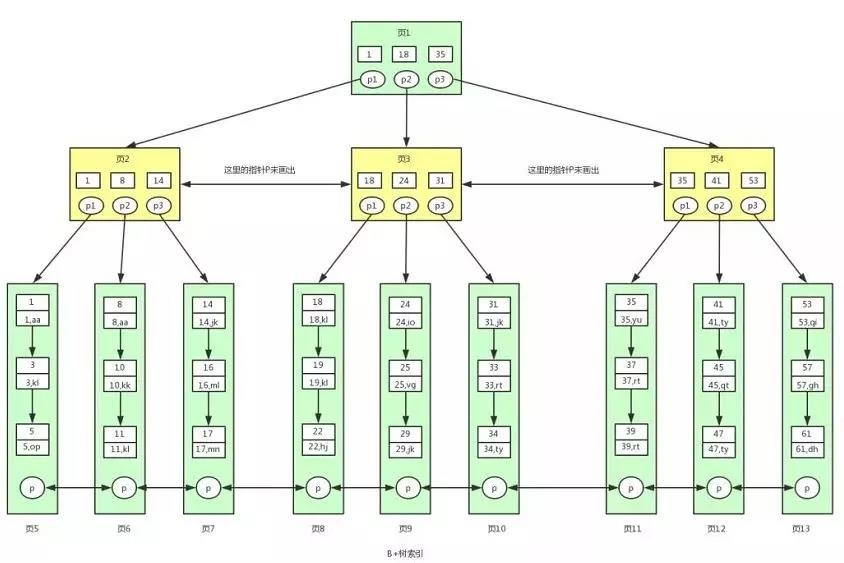 页1
1 18 35
p1 p2 p3
页2 页3 页4
这里的指针P未画出 这里的指针P未画出
1 8 14 18 24 31 35 41 53
p1 p2 p3 p1 p2 p3 p1 p2 p3
1 8 14 18 24 31 35 41 53
1,aa 8,aa 14,jk 18,kl 24,io 31,jk 35,yu 41,ty 53,qi
3 10 16 19 25 33 37 45 57
3,kl 10,kk 16,ml 19,kl 25,vg 33,rt 37,rt 45,qt 57,gh
5 11 17 22 29 34 39 47 61
5,op 11,kl 17,mn 22,hj 29,jk 34,ty 39,rt 47,ty 61,dh
p p p p p p p p p
页5 页6 页7 页8 页9 页10 页11 页12 页13
B+树索引